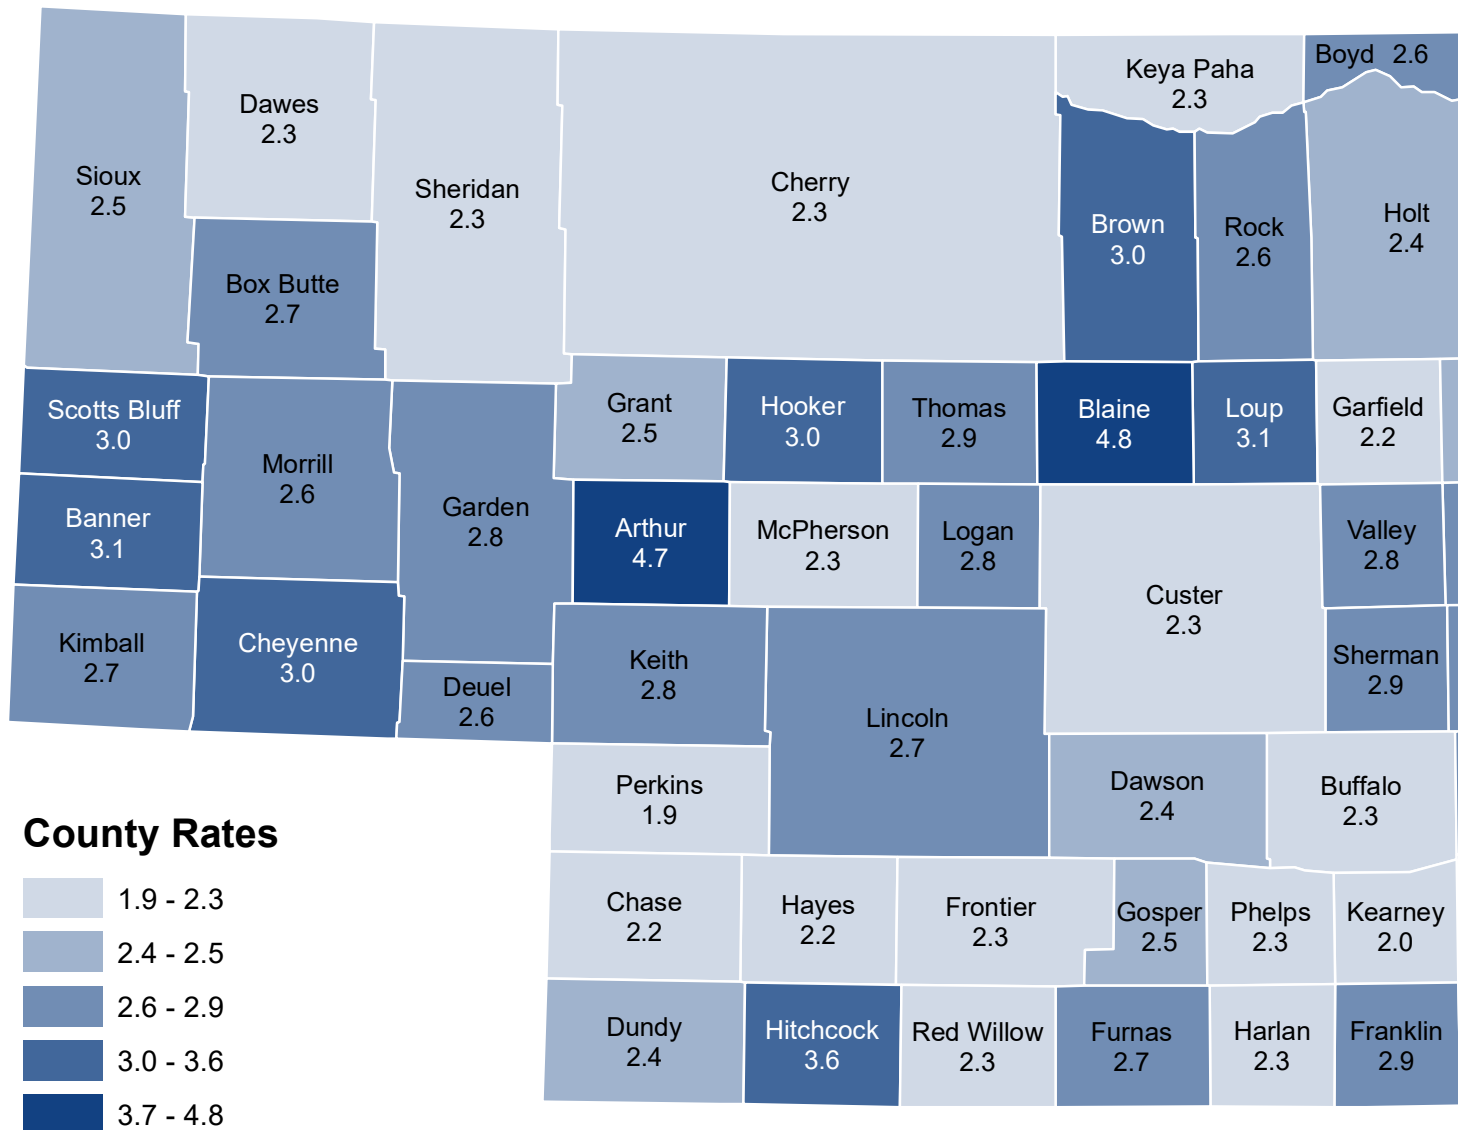 Boyd 2.6
Keya Paha
2.3
Dawes
2.3
Sioux
2.5
Sheridan
2.3
Cherry
2.3
Brown
3.0
Rock
2.6
Holt
2.4
Box Butte
2.7
Scotts Bluff
3.0
Morrill
2.6
Garden
2.8
Grant
2.5
Hooker
3.0
Thomas
2.9
Blaine
4.8
Loup
3.1
Garfield
2.2
Banner
3.1
Arthur
4.7
McPherson
2.3
Logan
2.8
Custer
2.3
Valley
2.8
Kimball
2.7
Cheyenne
3.0
Deuel
2.6
Keith
2.8
Lincoln
2.7
Sherman
2.9
Perkins
1.9
Dawson
2.4
Buffalo
2.3
Chase
2.2
Hayes
2.2
Frontier
2.3
Gosper
2.5
Phelps
2.3
Kearney
2.0
Dundy
2.4
Hitchcock
3.6
Red Willow
2.3
Furnas
2.7
Harlan
2.3
Franklin
2.9
County Rates
1.9 - 2.3
2.4 - 2.5
2.6 - 2.9
3.0 - 3.6
3.7 - 4.8